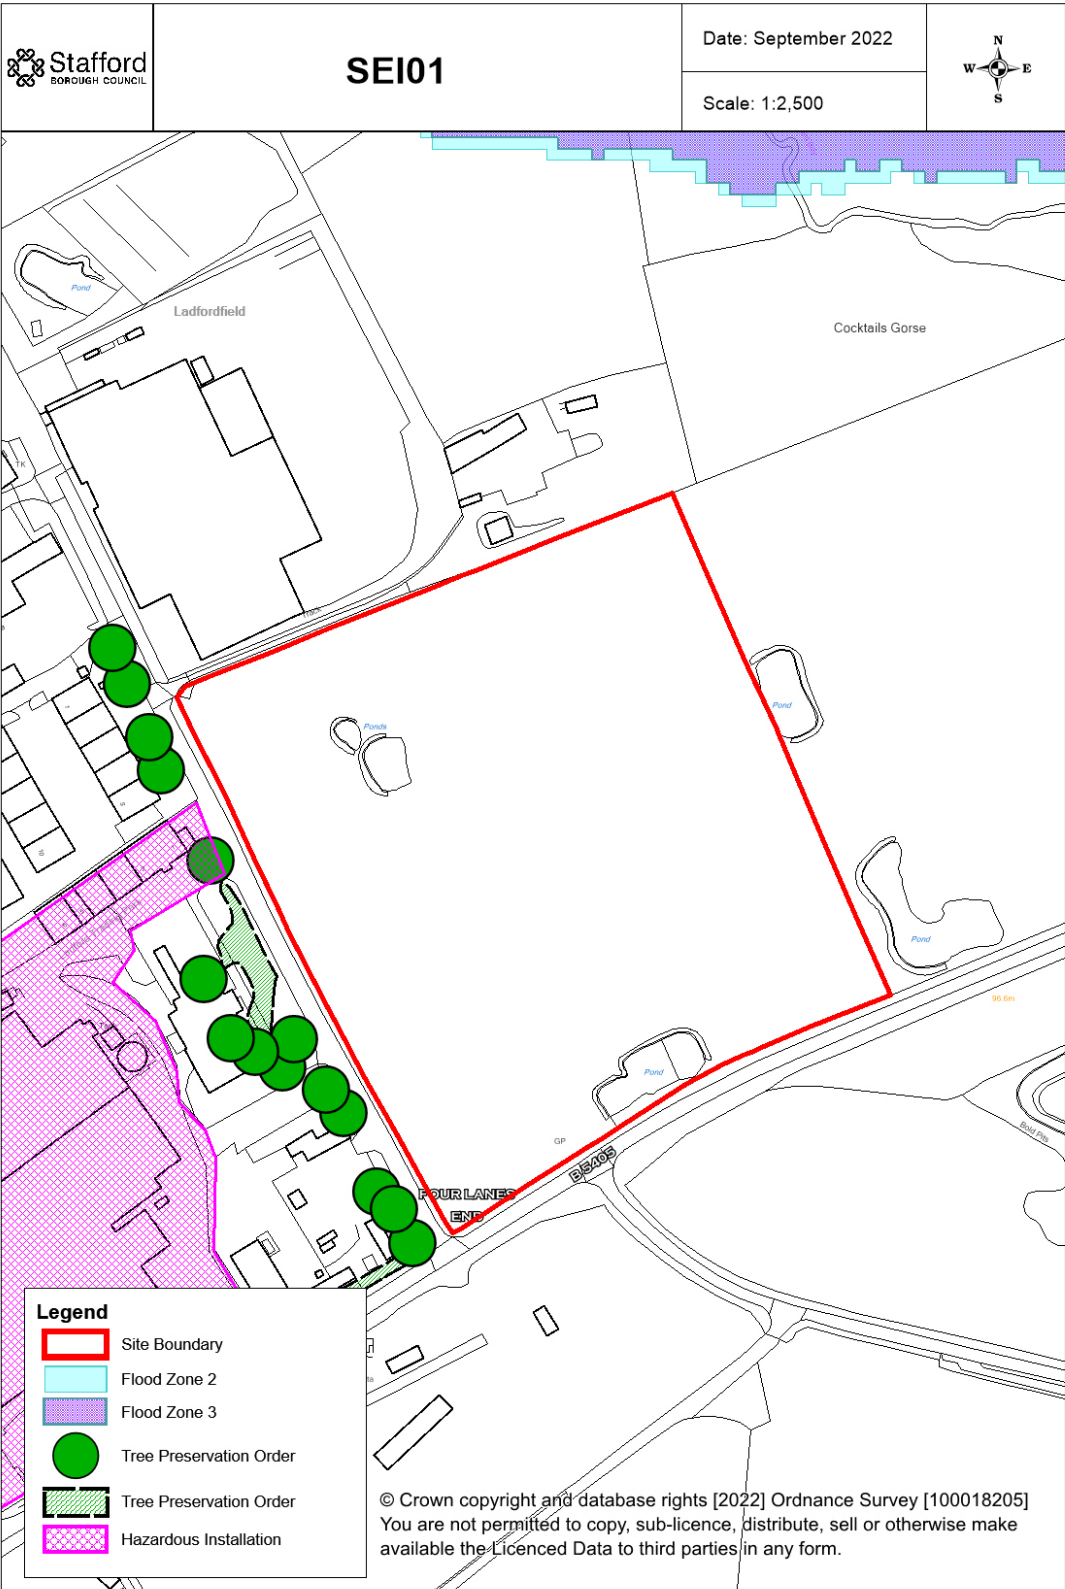 Stafford
BOROUGH COUNCIL
SEI01
Date: September 2022
Scale: 1:2,500
N
W E
S
Pond
Ladfordfield
Cocktails Gorse
TK
Track
Ponds
Pond
Pond
96.6m
Pond
GP
B 5405
Bold Pits
FOUR LANES
END
Legend
Site Boundary
Flood Zone 2
Flood Zone 3
Tree Preservation Order
Tree Preservation Order
Hazardous Installation
© Crown copyright and database rights [2022] Ordnance Survey [100018205]
You are not permitted to copy, sub-licence, distribute, sell or otherwise make
available the Licenced Data to third parties in any form.